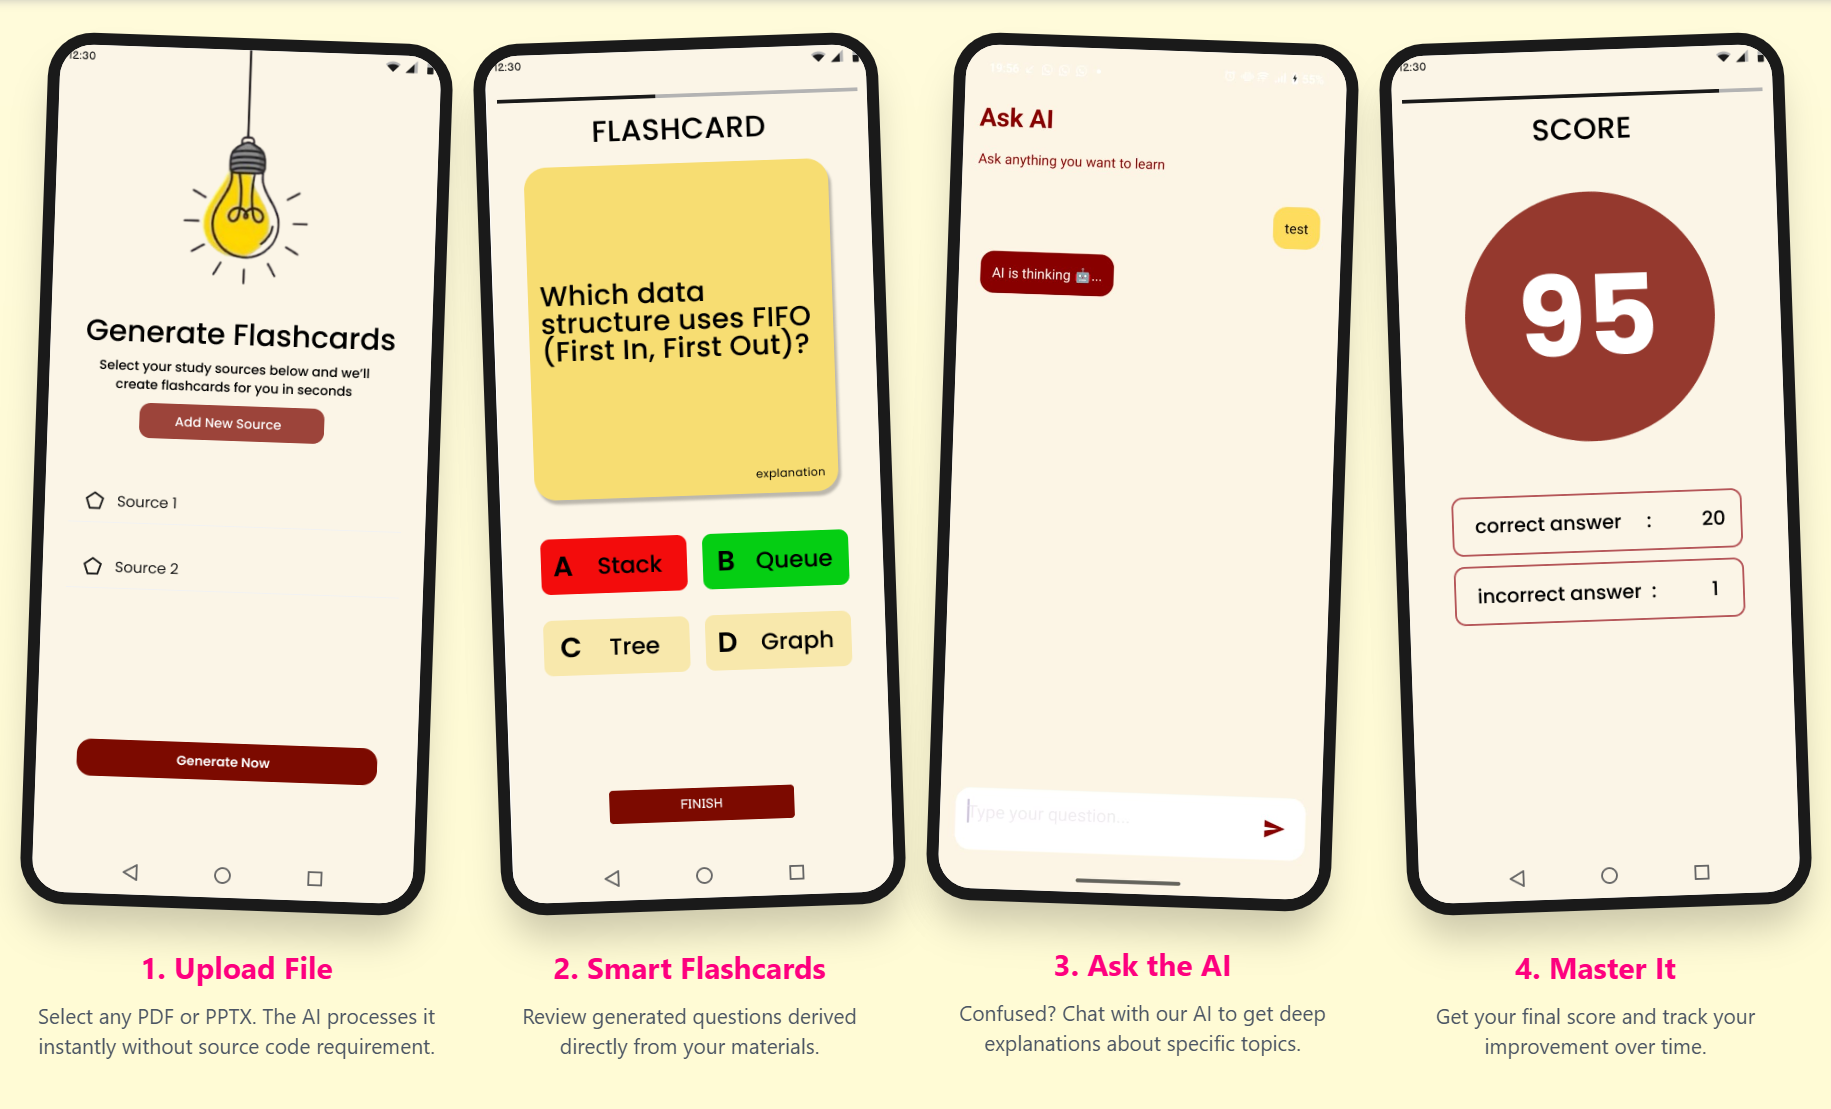 12:30
Generate Flashcards
Select your study sources below and we'll
create flashcards for you in seconds
Add New Source
Source 1
Source 2
Generate Now
1. Upload File
Select any PDF or PPTX. The AI processes it
instantly without source code requirement.
12:30
FLASHCARD
Which data
structure uses FIFO
(First In, First Out)?
explanation
A Stack
B Queue
C Tree
D Graph
FINISH
2. Smart Flashcards
Review generated questions derived
directly from your materials.
Ask AI
Ask anything you want to learn
test
AI is thinking 🤖...
Type your question...
3. Ask the AI
Confused? Chat with our AI to get deep
explanations about specific topics.
12:30
SCORE
95
correct answer : 20
incorrect answer : 1
4. Master It
Get your final score and track your
improvement over time.